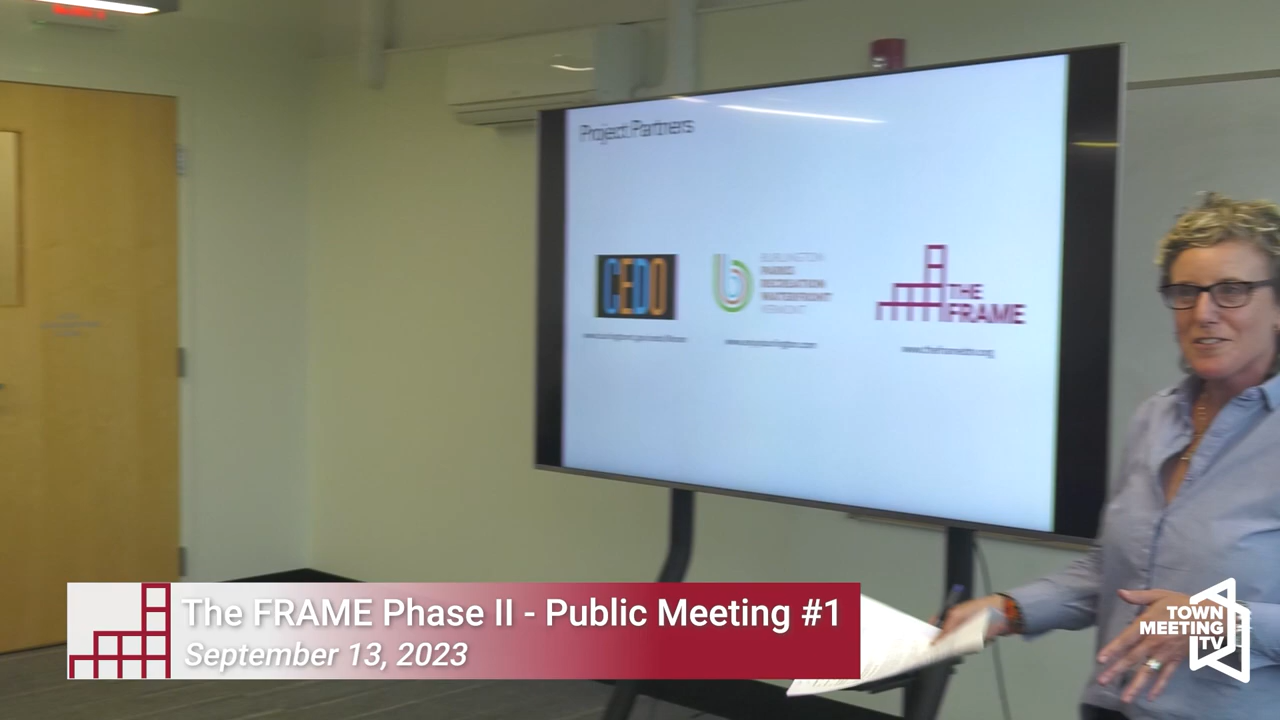 Project Partners
CEDO
BURLINGTON
PARKS
RECREATION
WATERFRONT
VERMONT
THE
FRAME
The FRAME Phase II - Public Meeting #1
September 13, 2023
TOWN
MEETING
TV